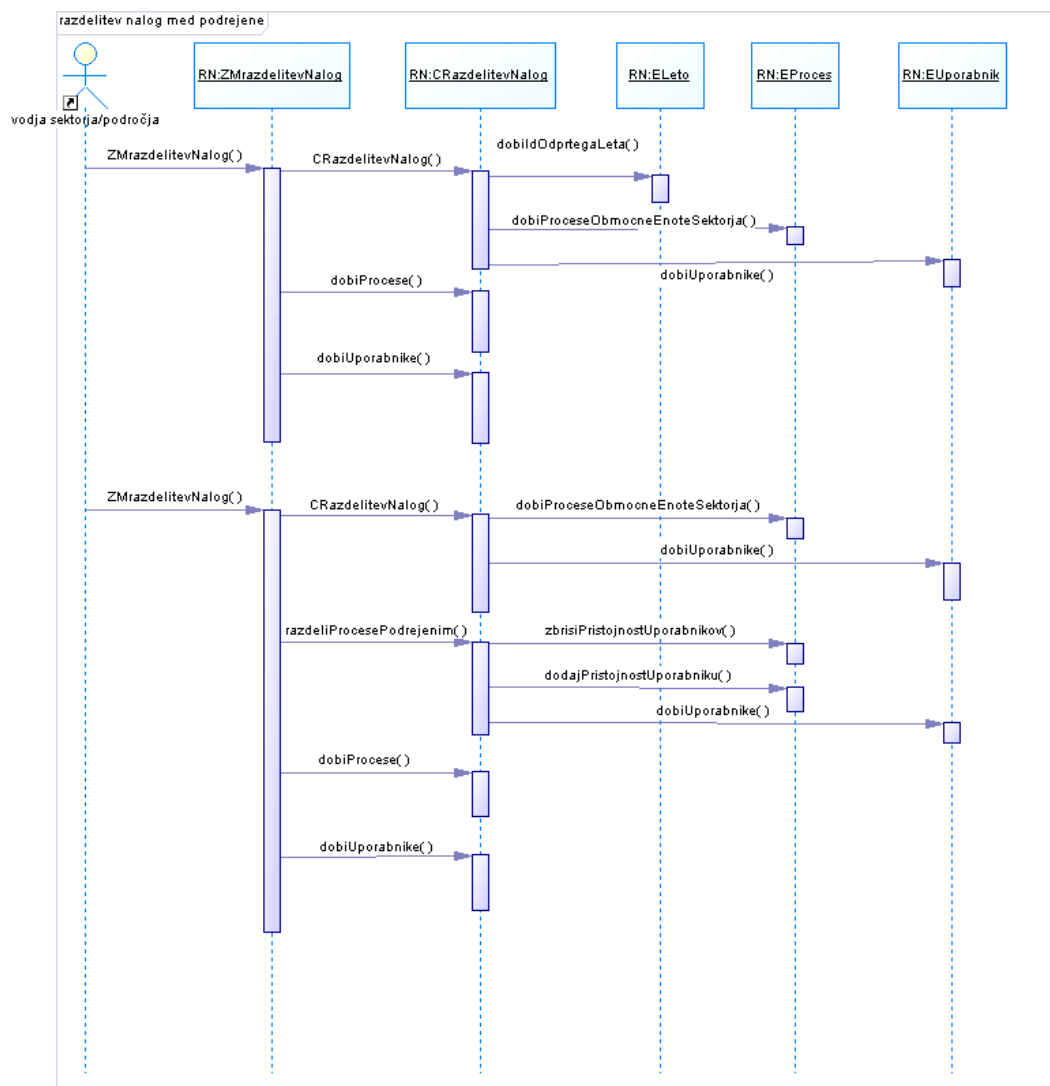 razdelitev nalog med podrejene
RN:ZMrazdelitevNalog
RN:CRazdelitevNalog
RN:ELeto
RN:EProces
RN:EUporabnik
vodja sektorja/področja
ZMrazdelitevNalog()
CRazdelitevNalog()
dobiIdOdprtegaLeta()
dobiProceseObmocneEnoteSektorja()
dobiUporabnike()
dobiProcese()
dobiUporabnike()
ZMrazdelitevNalog()
CRazdelitevNalog()
dobiProceseObmocneEnoteSektorja()
dobiUporabnike()
razdeliProcesePodrejenim()
zbrisiPristojnostUporabnikov()
dodajPristojnostUporabniku()
dobiUporabnike()
dobiProcese()
dobiUporabnike()